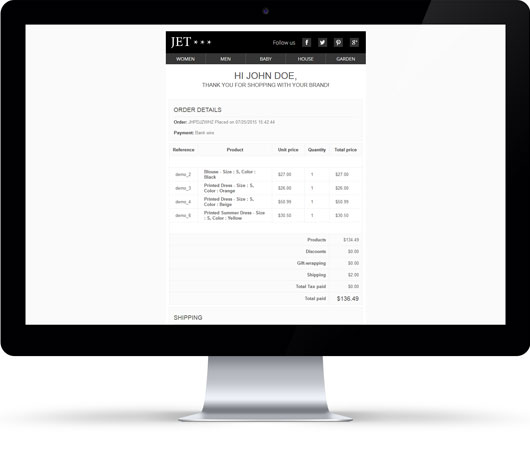 JET ★ ★ ★ Follow us
WOMEN MEN BABY HOUSE GARDEN
HI JOHN DOE,
THANK YOU FOR SHOPPING WITH YOUR BRAND!
ORDER DETAILS
Order: Placed on 07/20/2015 15:42:44
Payment: Bank wire
Reference Product Unit price Quantity Total price
demo_2 Blouse - Size : S, Color : $27.00 1 $27.00
Black
demo_3 Printed Dress - Size : S, $26.00 1 $26.00
Color : Orange
demo_4 Printed Dress - Size : S, $50.99 1 $50.99
Color : Beige
demo_6 Printed Summer Dress - Size $30.50 1 $30.50
: S, Color : Yellow
Products $134.49
Discounts $0.00
Gift-wrapping $0.00
Shipping $2.00
Total Tax paid $0.00
Total paid $136.49
SHIPPING